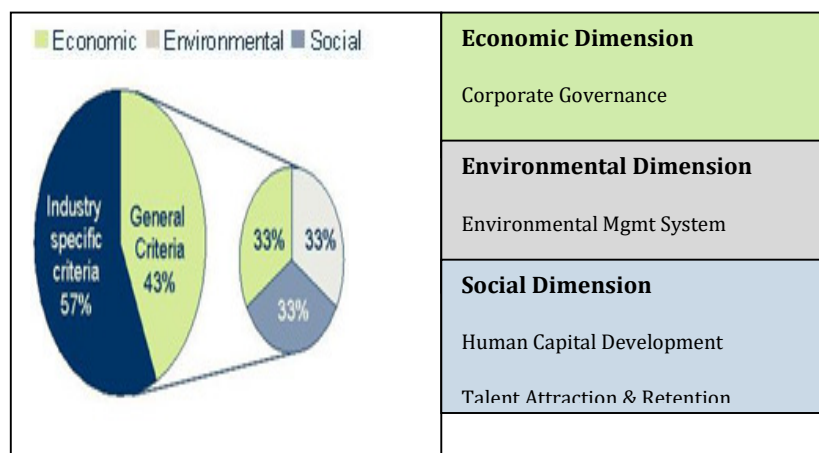 Economic Environmental Social
Industry
specific
criteria
57%
General
Criteria
43%
33%
33%
33%
Economic Dimension
Corporate Governance
Environmental Dimension
Environmental Mgmt System
Social Dimension
Human Capital Development
Talent Attraction & Retention